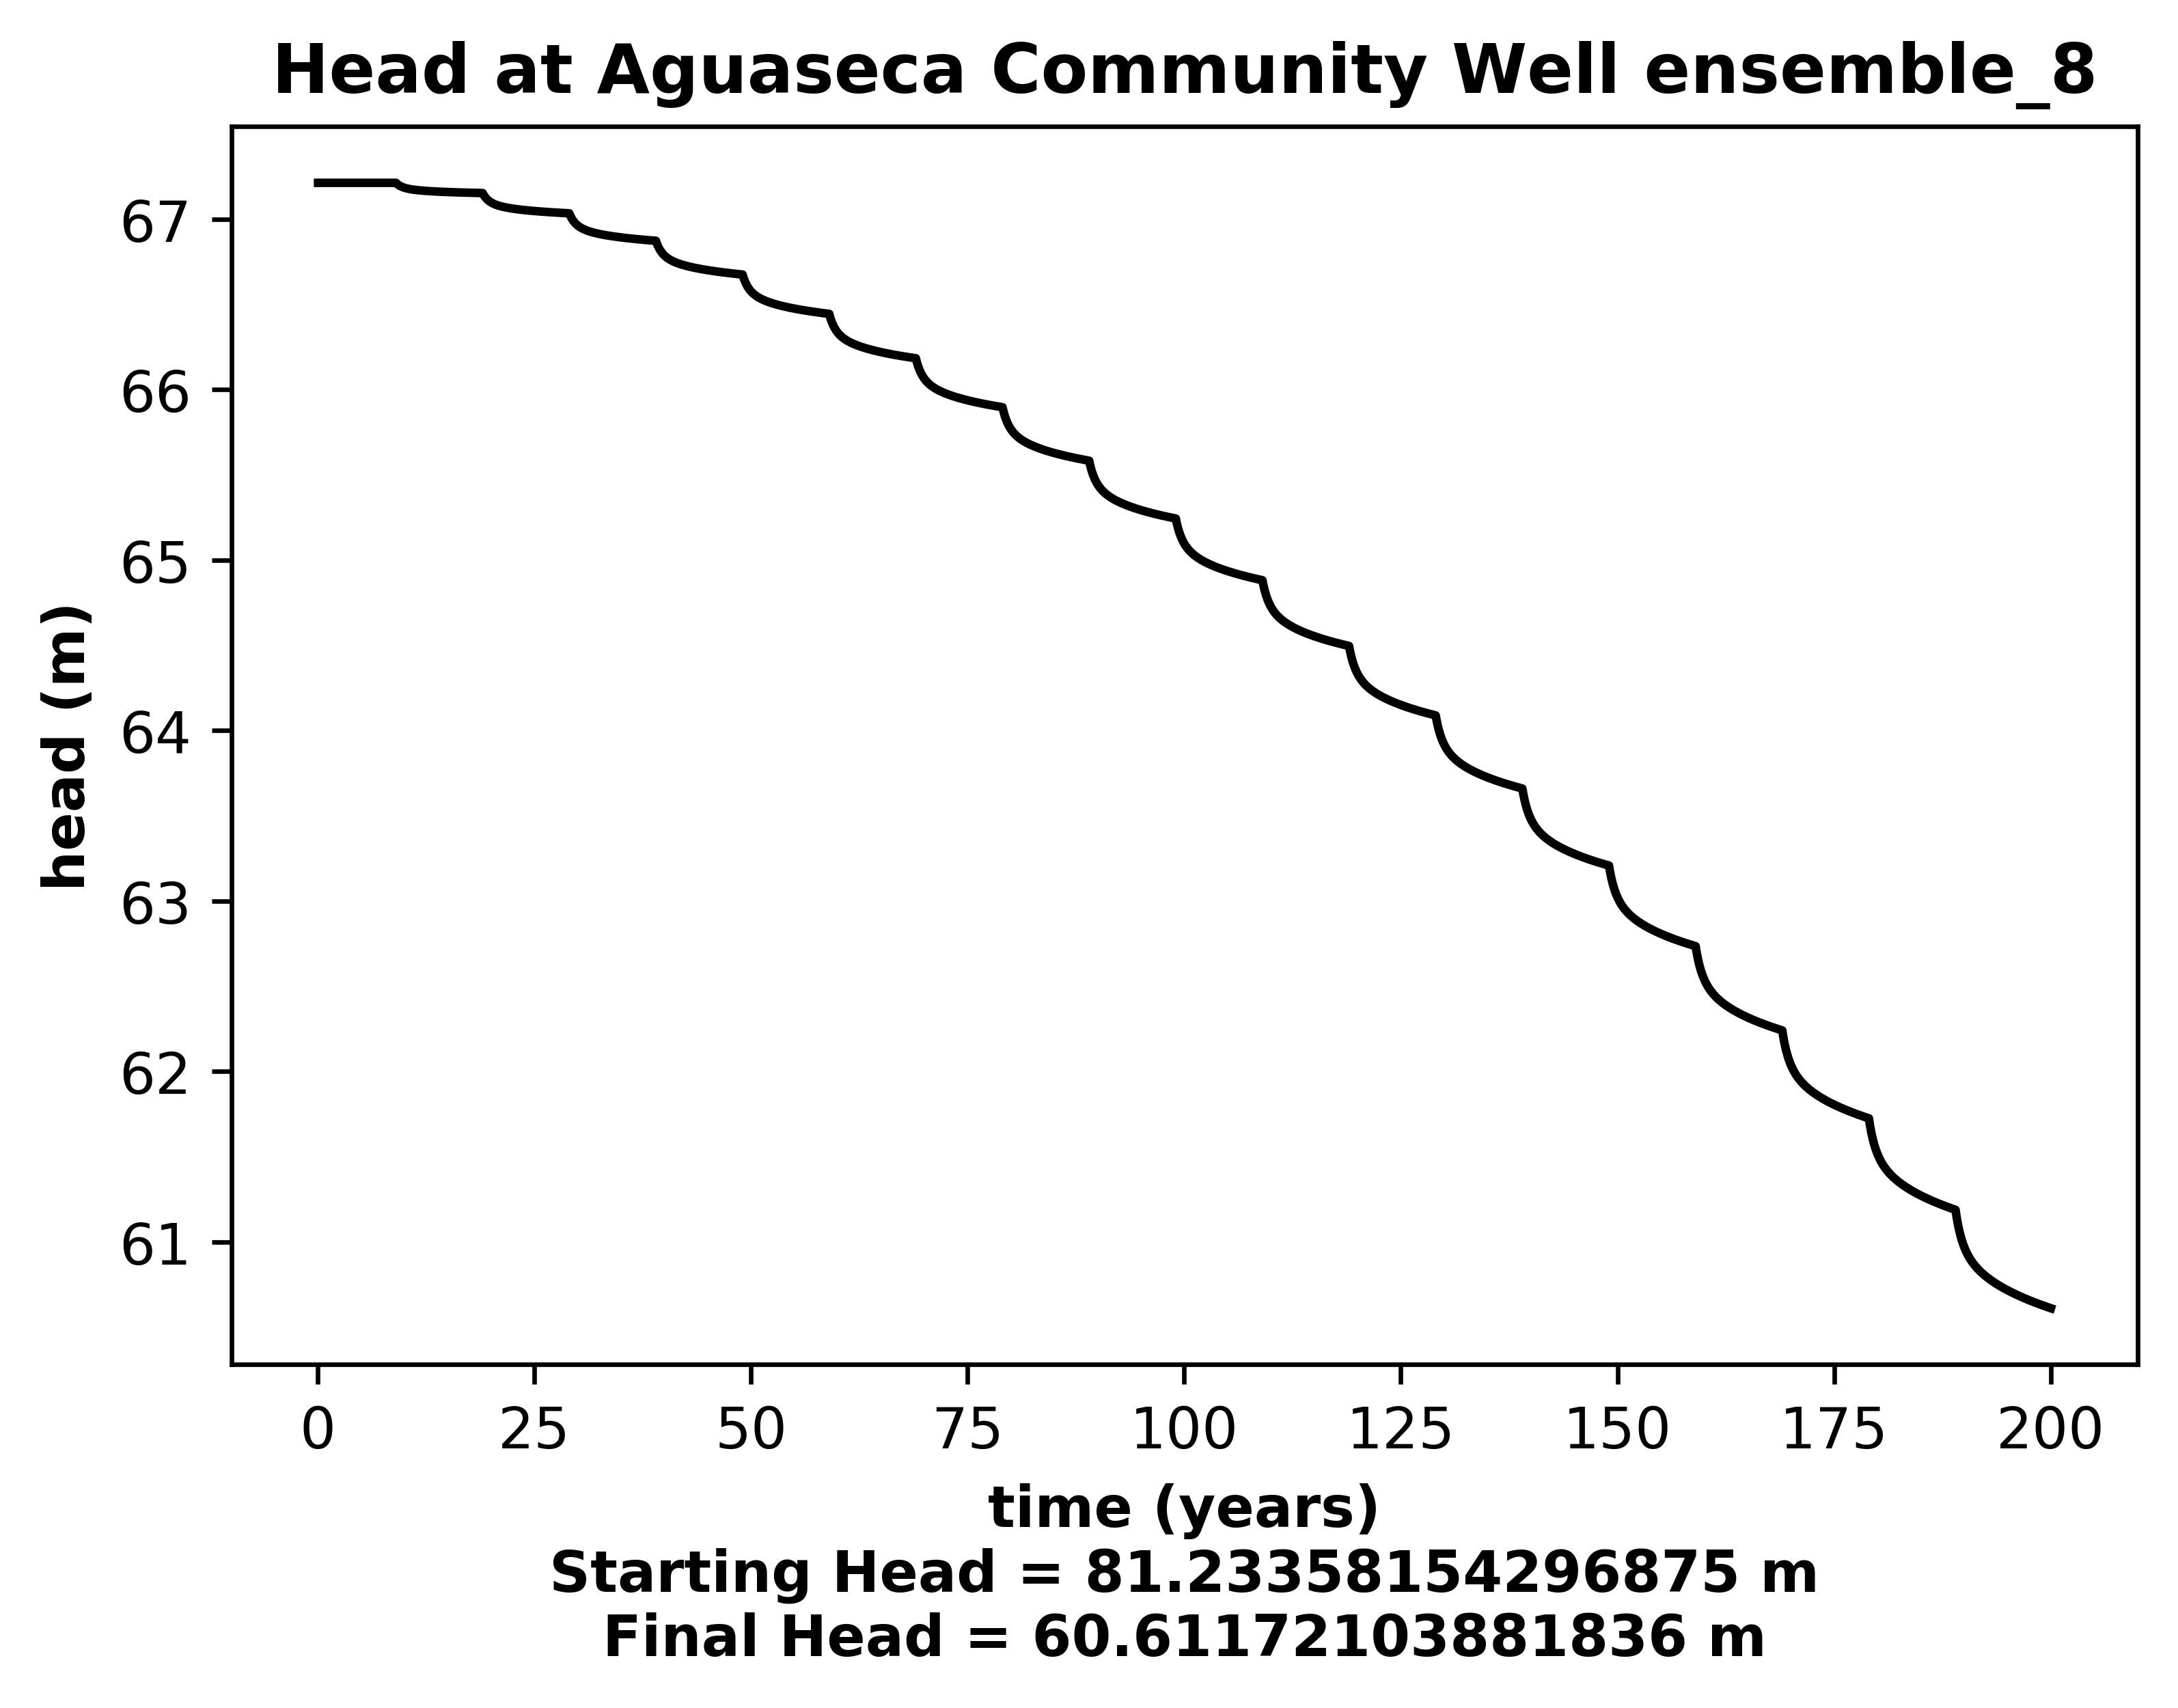 Head at Aguaseca Community Well ensemble_8
head (m)
67
66
65
64
63
62
61
0 25 50 75 100 125 150 175 200
time (years)
Starting Head = 81.23358154296875 m
Final Head = 60.61172103881836 m